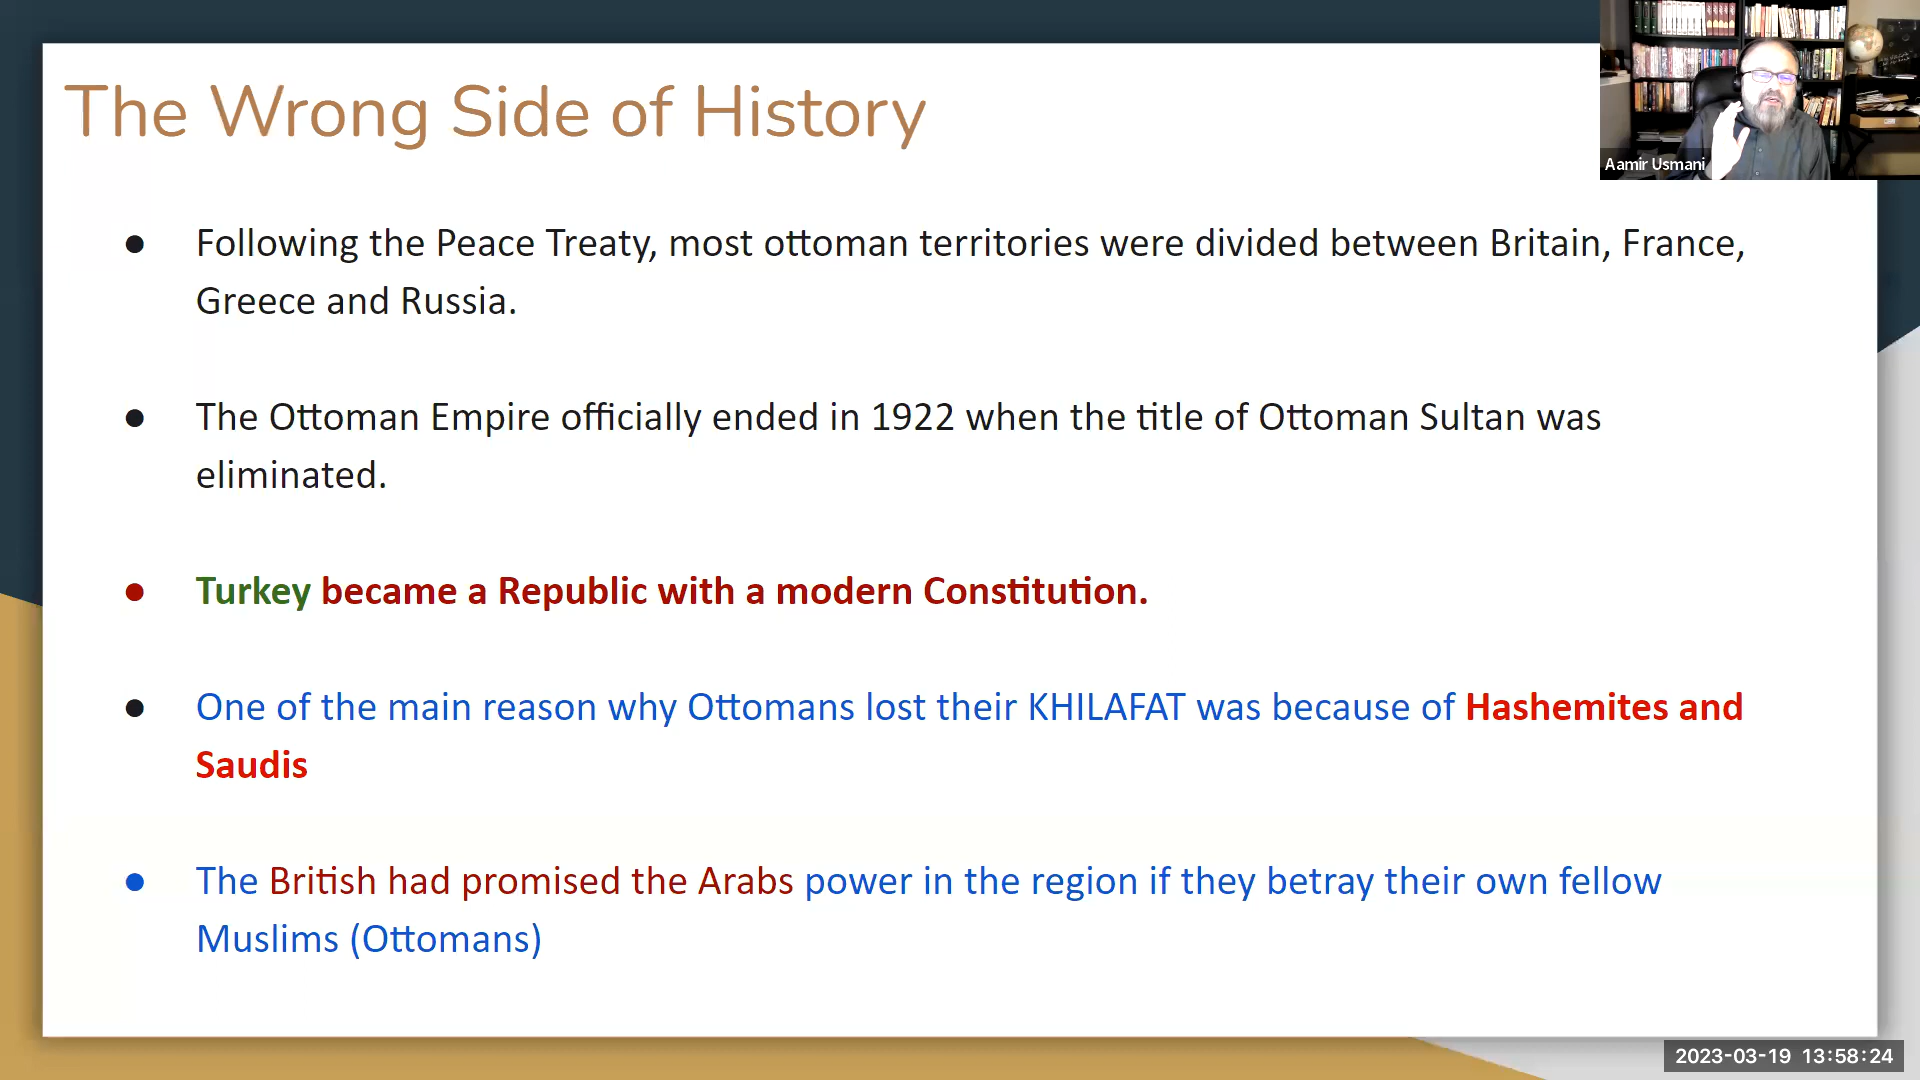 The Wrong Side of History
Aamir Usmani
● Following the Peace Treaty, most ottoman territories were divided between Britain, France,
Greece and Russia.
● The Ottoman Empire officially ended in 1922 when the title of Ottoman Sultan was
eliminated.
● Turkey became a Republic with a modern Constitution.
● One of the main reason why Ottomans lost their KHILAFAT was because of Hashemites and
Saudis
● The British had promised the Arabs power in the region if they betray their own fellow
Muslims (Ottomans)
2023-03-19 13:58:24